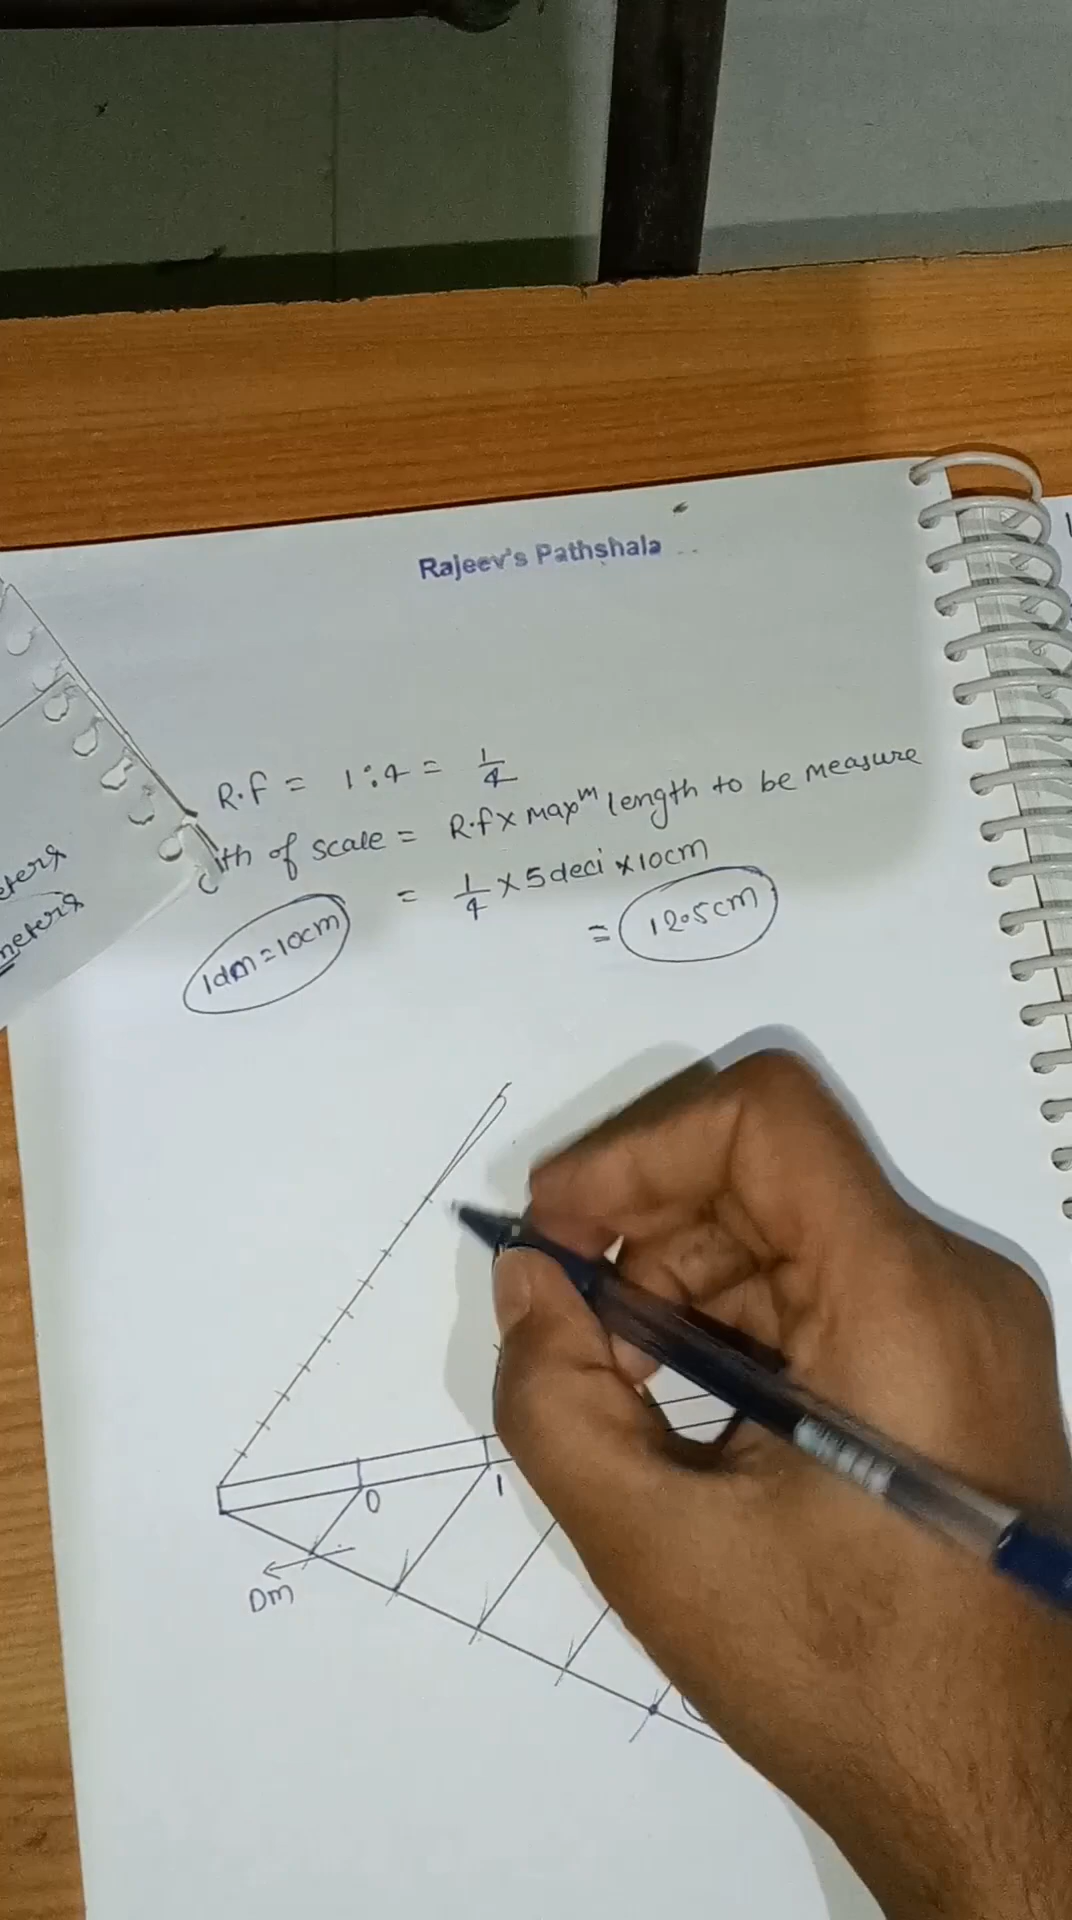 Rajeev's Pathshala
R.f = 1:4 = 1/4
th of scale = R.f × maxᵐ length to be measure
= 1/4 × 5 deci × 10cm
1dm = 10cm
= 12.5cm
0
1
Dm